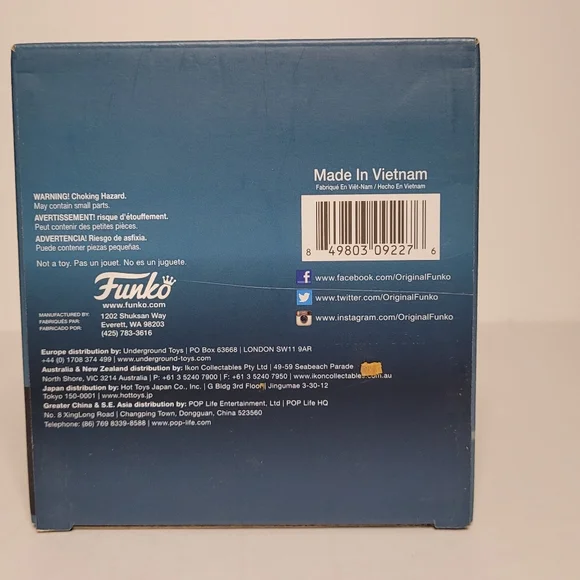 Made In Vietnam
Fabriqué En Viêt-Nam / Hecho En Vietnam
8 49803 09227 6
WARNING! Choking Hazard.
May contain small parts.
AVERTISSEMENT! risque d'étouffement.
Peut contenir des petites pièces.
ADVERTENCIA! Riesgo de asfixia.
Puede contener piezas pequeñas.
Not a toy. Pas un jouet. No es un juguete.
Funko
www.funko.com
MANUFACTURED BY: 1202 Shuksan Way
FABRIQUÉS PAR: Everett, WA 98203
FABRICADO POR: (425) 783-3616
f www.facebook.com/OriginalFunko
www.twitter.com/OriginalFunko
www.instagram.com/OriginalFunko
Europe distribution by: Underground Toys | PO Box 63668 | LONDON SW11 9AR
+44 (0) 1708 374 499 | www.underground-toys.com
Australia & New Zealand distribution by: Ikon Collectables Pty Ltd | 49-59 Seabeach Parade
North Shore, VIC 3214 Australia | P: +61 3 5240 7900 | F: +61 3 5240 7950 | www.ikoncollectables.com.au
Japan distribution by: Hot Toys Japan Co., Inc. | G Bldg 3rd Floor| Jingumae 3-30-12
Tokyo 150-0001 | www.hottoys.jp
Greater China & S.E. Asia distribution by: POP Life Entertainment, Ltd | POP Life HQ
No. 8 XingLong Road | Changping Town, Dongguan, China 523560
Telephone: (86) 769 8339-8588 | www.pop-life.com